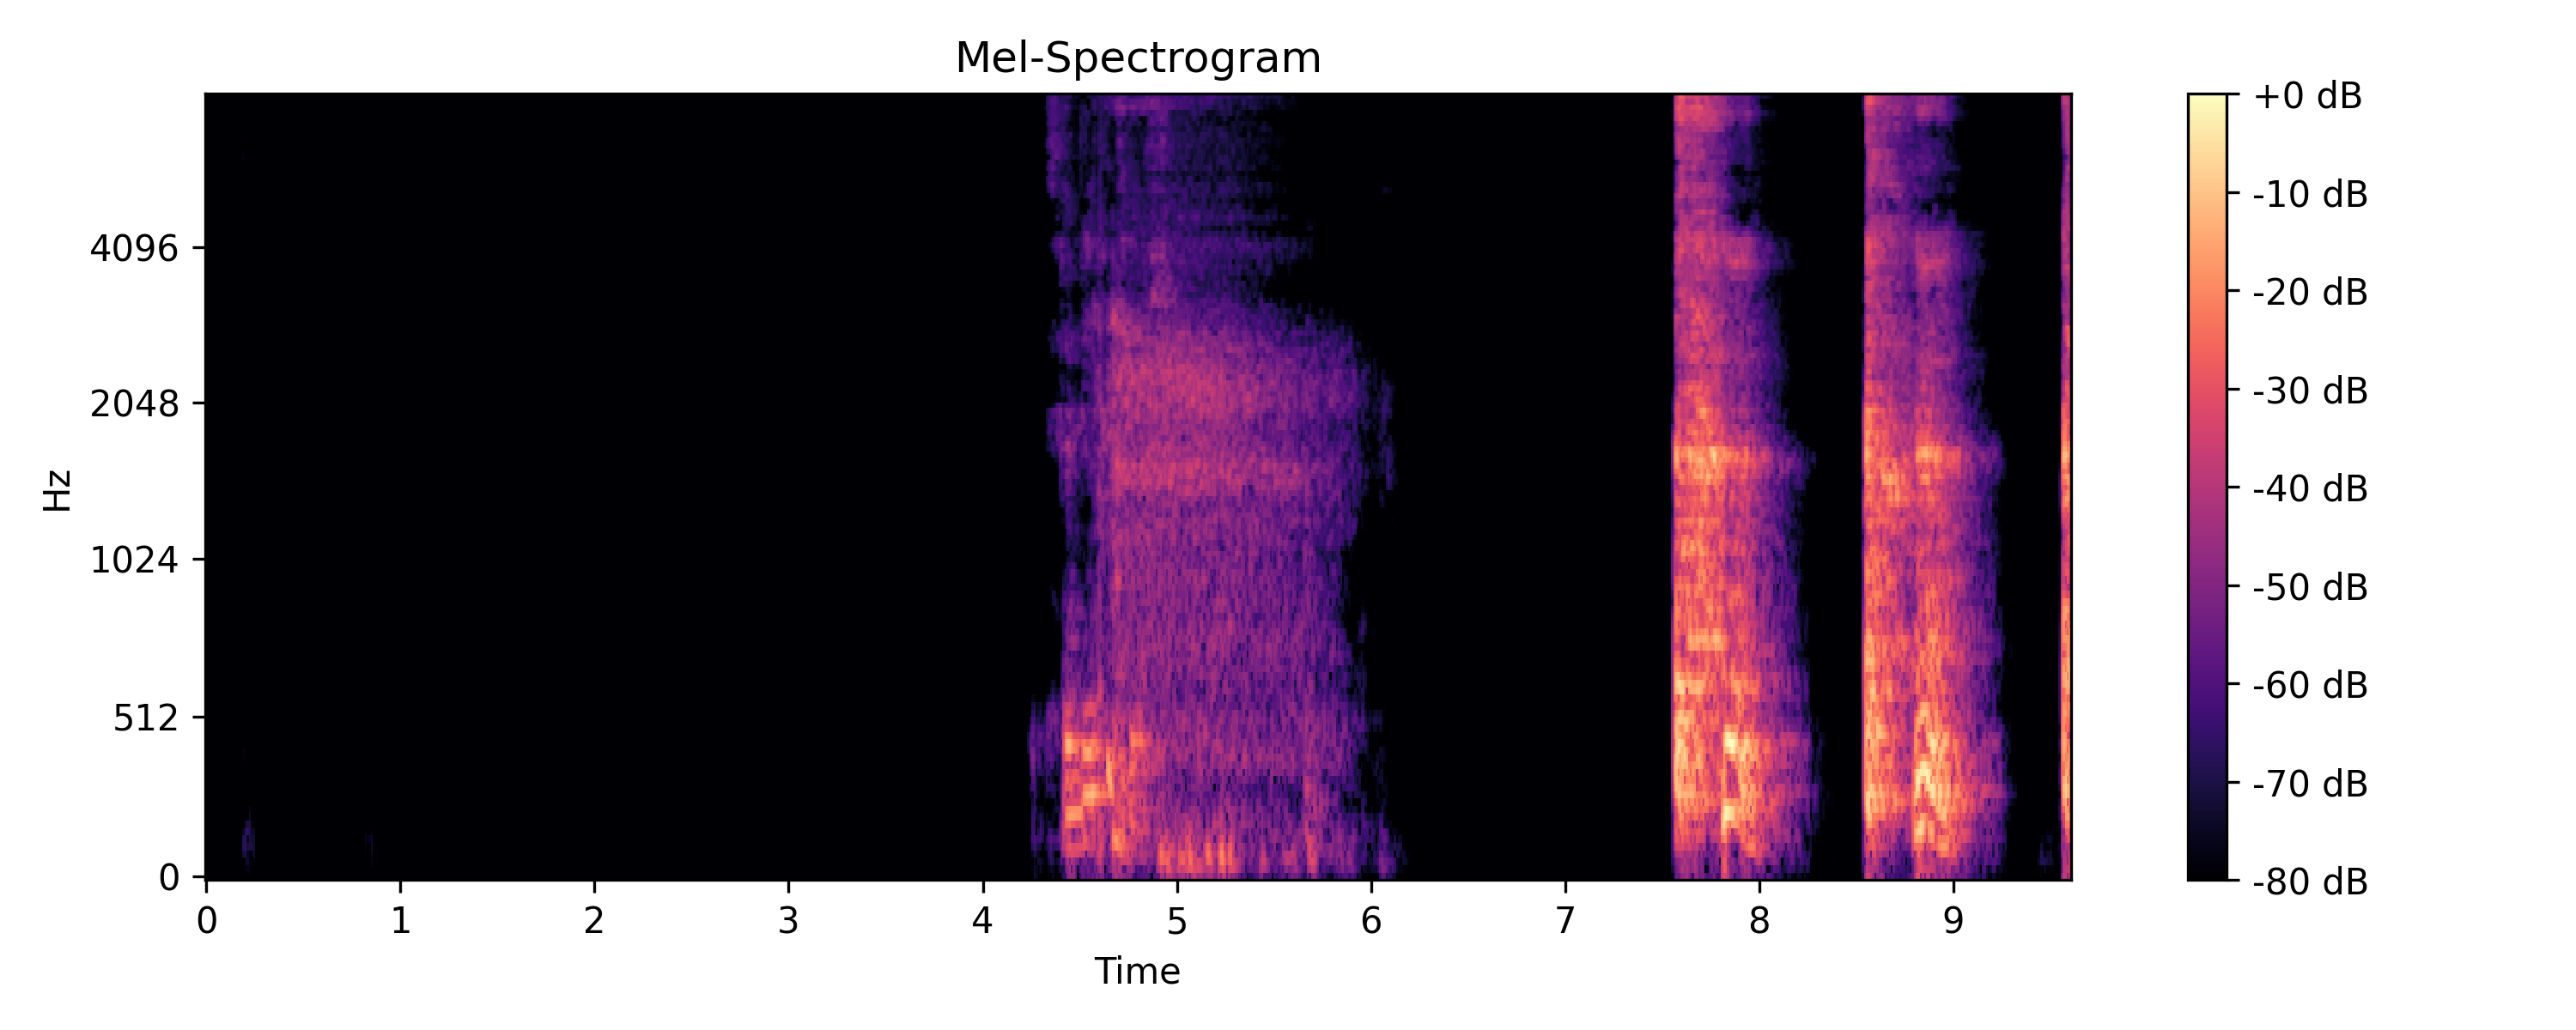 Mel-Spectrogram
+0 dB
-10 dB
-20 dB
-30 dB
-40 dB
-50 dB
-60 dB
-70 dB
-80 dB
4096
2048
1024
512
0
Hz
0 1 2 3 4 5 6 7 8 9
Time